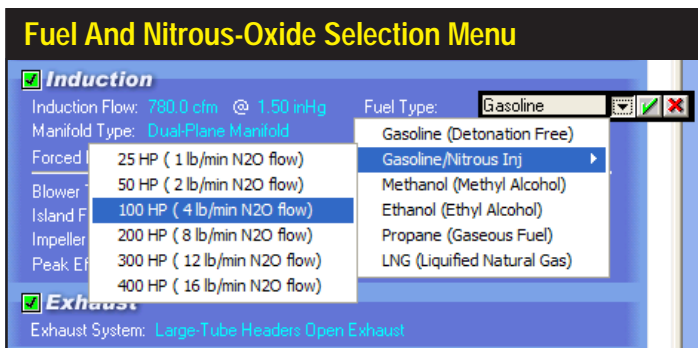 Fuel And Nitrous-Oxide Selection Menu
Induction
Induction Flow: 780.0 cfm @ 1.50 inHg Fuel Type: Gasoline
Manifold Type: Dual-Plane Manifold
Gasoline (Detonation Free)
Gasoline/Nitrous Inj
Methanol (Methyl Alcohol)
Ethanol (Ethyl Alcohol)
Propane (Gaseous Fuel)
LNG (Liquified Natural Gas)
Forced
25 HP ( 1 lb/min N2O flow)
50 HP ( 2 lb/min N2O flow)
100 HP ( 4 lb/min N2O flow)
200 HP ( 8 lb/min N2O flow)
300 HP ( 12 lb/min N2O flow)
400 HP ( 16 lb/min N2O flow)
Blower
Island F
Impeller
Peak Ef
Exhaust
Exhaust System: Large-Tube Headers Open Exhaust